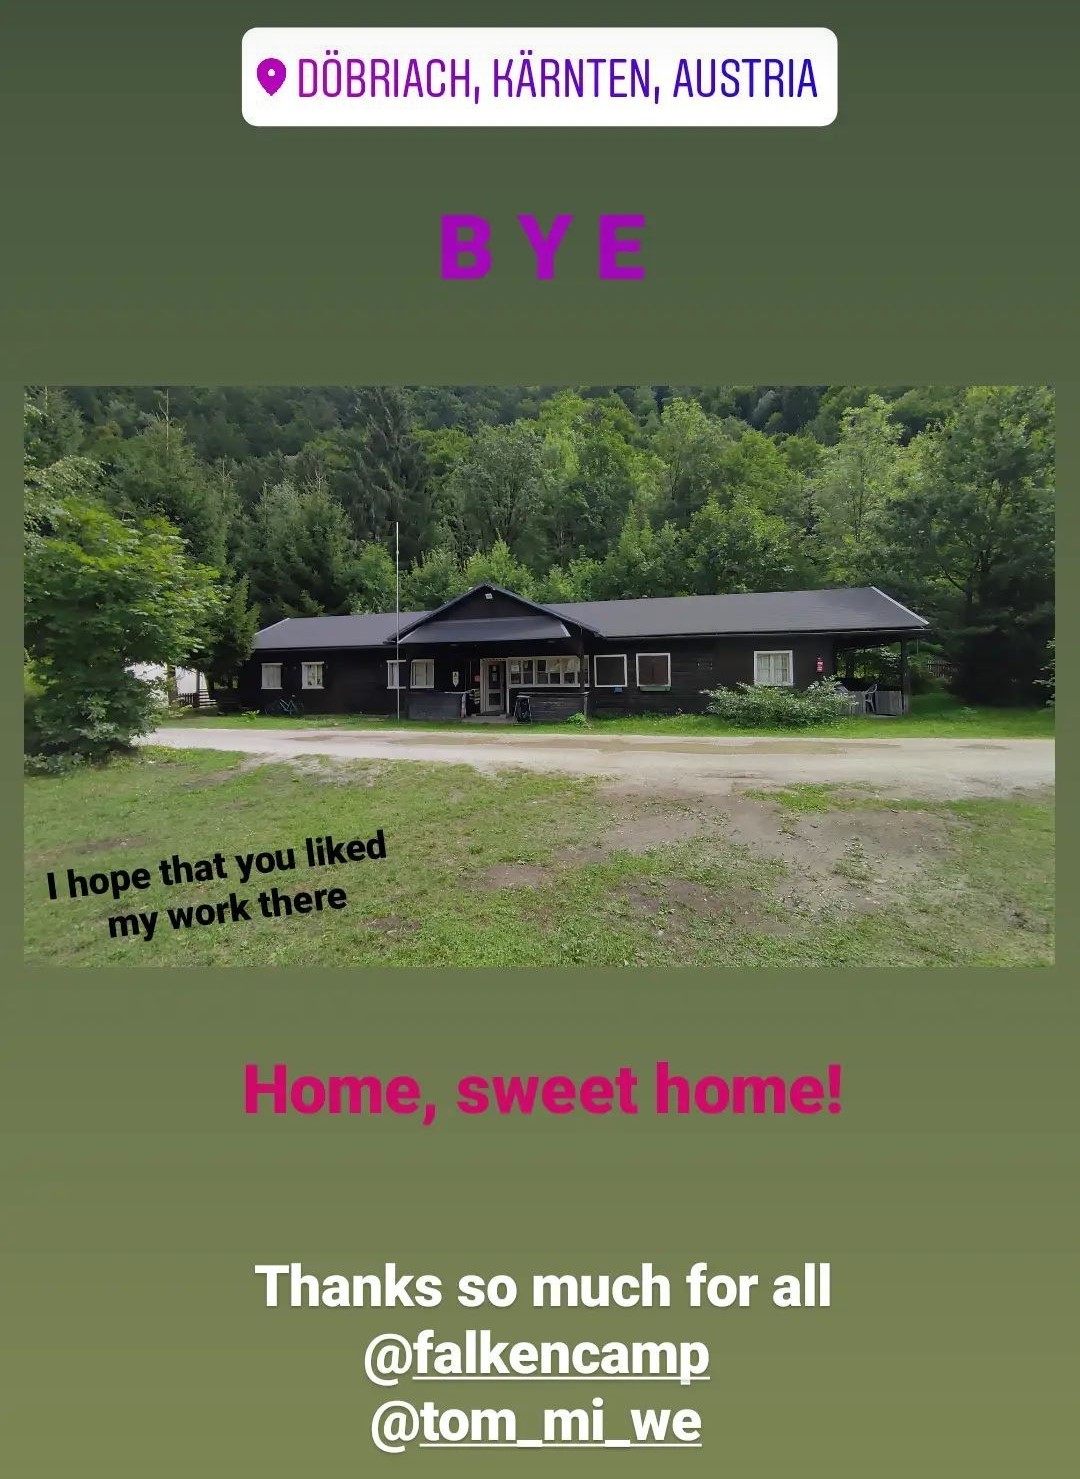 DÖBRIACH, KÄRNTEN, AUSTRIA
BYE
I hope that you liked
my work there
Home, sweet home!
Thanks so much for all
@falkencamp
@tom_mi_we